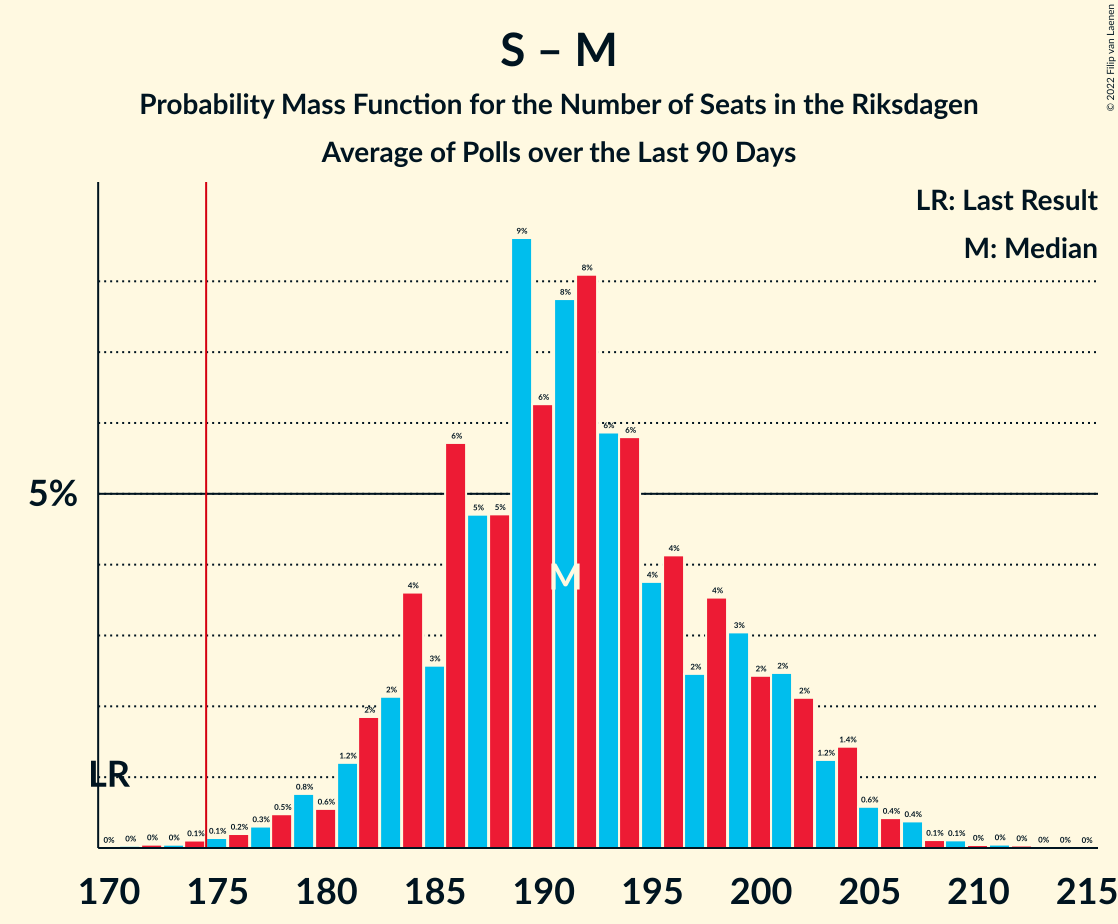 S – M
Probability Mass Function for the Number of Seats in the Riksdagen
Average of Polls over the Last 90 Days
© 2022 Filip van Laenen
LR: Last Result
M: Median
5%
LR
M
0% 0% 0% 0% 0.1% 0.1% 0.2% 0.3% 0.5% 0.8% 0.6% 1.2% 2% 2% 4% 3% 6% 5% 5% 9% 6% 8% 8% 6% 6% 4% 4% 2% 4% 3% 2% 2% 2% 1.2% 1.4% 0.6% 0.4% 0.4% 0.1% 0.1% 0% 0% 0% 0% 0% 0%
170 175 180 185 190 195 200 205 210 215